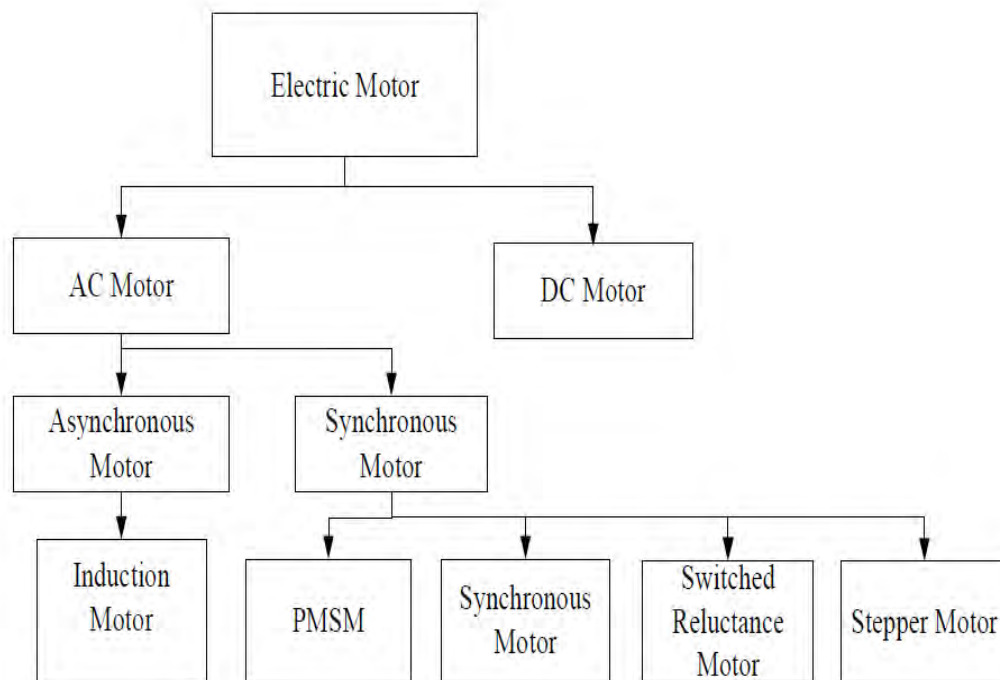 Electric Motor
AC Motor
DC Motor
Asynchronous
Motor
Synchronous
Motor
Induction
Motor
PMSM
Synchronous
Motor
Switched
Reluctance
Motor
Stepper Motor